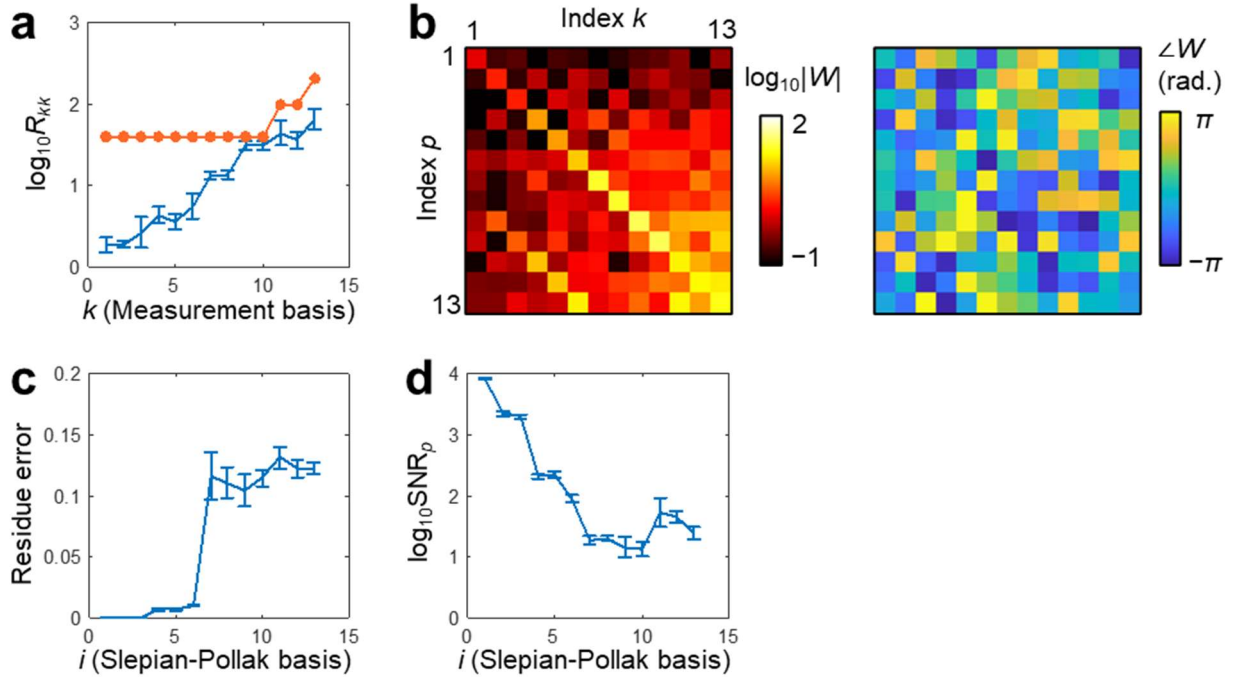 a
3
2
1
0
0
5
10
15
log₁₀Rₖₖ
k (Measurement basis)
b
Index k
1
13
1
13
Index p
log₁₀|W|
2
−1
∠W
(rad.)
π
−π
c
0.2
0.15
0.1
0.05
0
0
5
10
15
Residue error
i (Slepian-Pollak basis)
d
4
3
2
1
0
0
5
10
15
log₁₀SNRₚ
i (Slepian-Pollak basis)